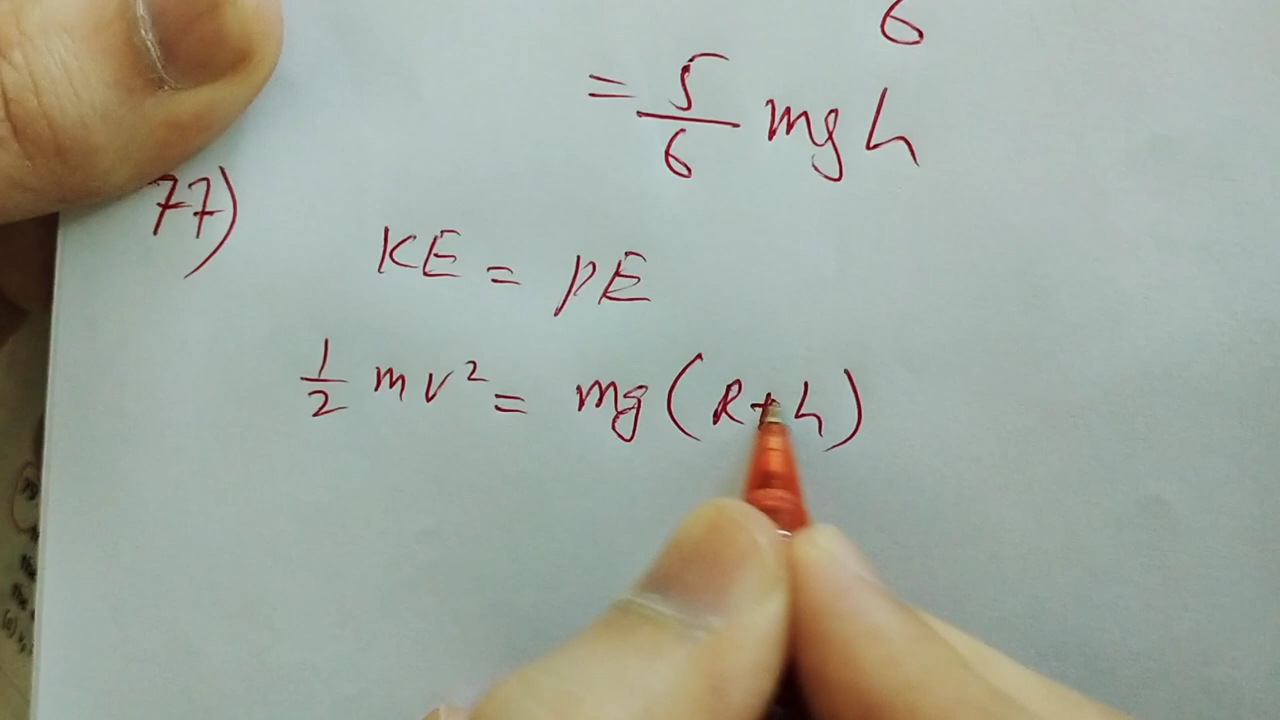 6
= 5/6 mgh
77)
KE = PE
1/2 mv² = mg(R+h)